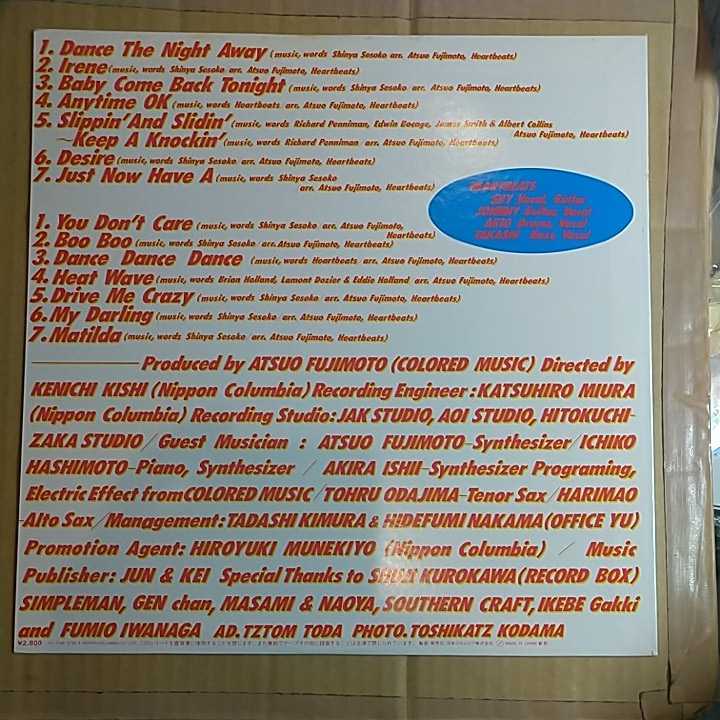 1. Dance The Night Away (music, words Shinya Sesoko arr. Atsuo Fujimoto, Heartbeats)
2. Irene (music, words Shinya Sesoko arr. Atsuo Fujimoto, Heartbeats)
3. Baby Come Back Tonight (music, words Shinya Sesoko arr. Atsuo Fujimoto, Heartbeats)
4. Anytime OK (music, words Heartbeats arr. Atsuo Fujimoto, Heartbeats)
5. Slippin' And Slidin' (music, words Richard Penniman, Edwin Bocage, James Smith & Albert Collins
Atsuo Fujimoto, Heartbeats)
~Keep A Knockin' (music, words Richard Penniman arr. Atsuo Fujimoto, Heartbeats)
6. Desire (music, words Shinya Sesoko arr. Atsuo Fujimoto, Heartbeats)
7. Just Now Have A (music, words Shinya Sesoko
arr. Atsuo Fujimoto, Heartbeats)
HEARTBEATS
SHY Vocal, Guitar
JOHNNY Guitar, Vocal
AKIO Drums, Vocal
TAKASHI Bass, Vocal
1. You Don't Care (music, words Shinya Sesoko arr. Atsuo Fujimoto,
Heartbeats)
2. Boo Boo (music, words Shinya Sesoko arr. Atsuo Fujimoto, Heartbeats)
3. Dance Dance Dance (music, words Heartbeats arr. Atsuo Fujimoto, Heartbeats)
4. Heat Wave (music, words Brian Holland, Lamont Dozier & Eddie Holland arr. Atsuo Fujimoto, Heartbeats)
5. Drive Me Crazy (music, words Shinya Sesoko arr. Atsuo Fujimoto, Heartbeats)
6. My Darling (music, words Shinya Sesoko arr. Atsuo Fujimoto, Heartbeats)
7. Matilda (music, words Shinya Sesoko arr. Atsuo Fujimoto, Heartbeats)
Produced by ATSUO FUJIMOTO (COLORED MUSIC) Directed by
KENICHI KISHI (Nippon Columbia) Recording Engineer : KATSUHIRO MIURA
(Nippon Columbia) Recording Studio : JAK STUDIO, AOI STUDIO, HITOKUCHI-
ZAKA STUDIO / Guest Musician : ATSUO FUJIMOTO-Synthesizer / ICHIKO
HASHIMOTO-Piano, Synthesizer / AKIRA ISHII-Synthesizer Programing,
Electric Effect from COLORED MUSIC / TOHRU ODAJIMA-Tenor Sax / HARIMAO
-Alto Sax / Management : TADASHI KIMURA & HIDEFUMI NAKAMA (OFFICE YU)
Promotion Agent : HIROYUKI MUNEKIYO (Nippon Columbia) / Music
Publisher : JUN & KEI Special Thanks to KUROKAWA (RECORD BOX)
SIMPLEMAN, GEN chan, MASAMI & NAOYA, SOUTHERN CRAFT, IKEBE Gakki
and FUMIO IWANAGA AD. TZTOM TODA PHOTO. TOSHIKATZ KODAMA
¥2,800